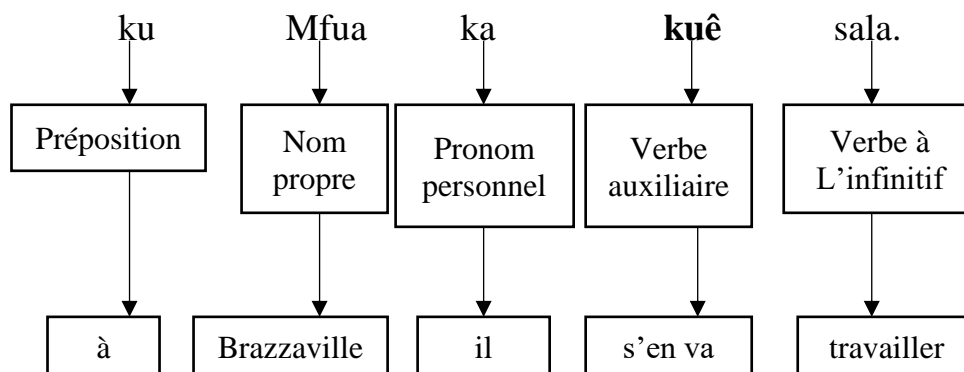 ku Mfua ka kuê sala.
Préposition
Nom
propre
Pronom
personnel
Verbe
auxiliaire
Verbe à
L’infinitif
à
Brazzaville
il
s’en va
travailler